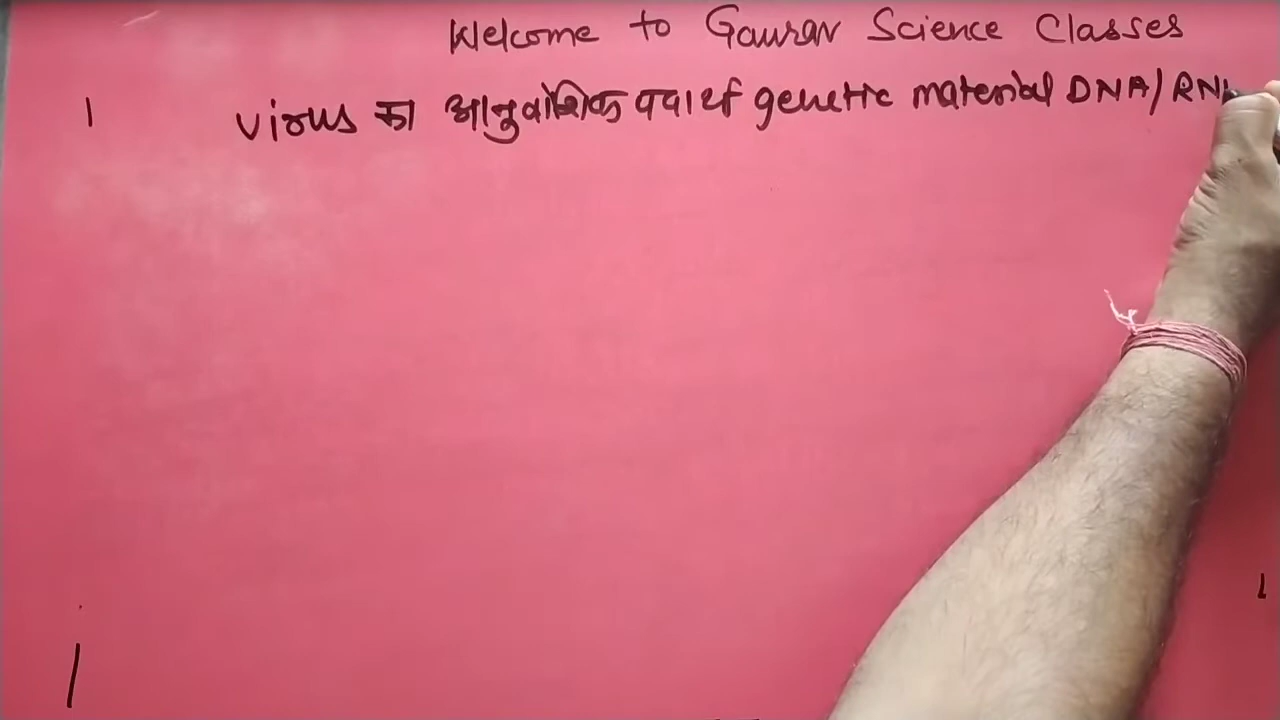 Welcome to Gaurav Science Classes
virus का आनुवांशिक पदार्थ genetic material DNA/RN